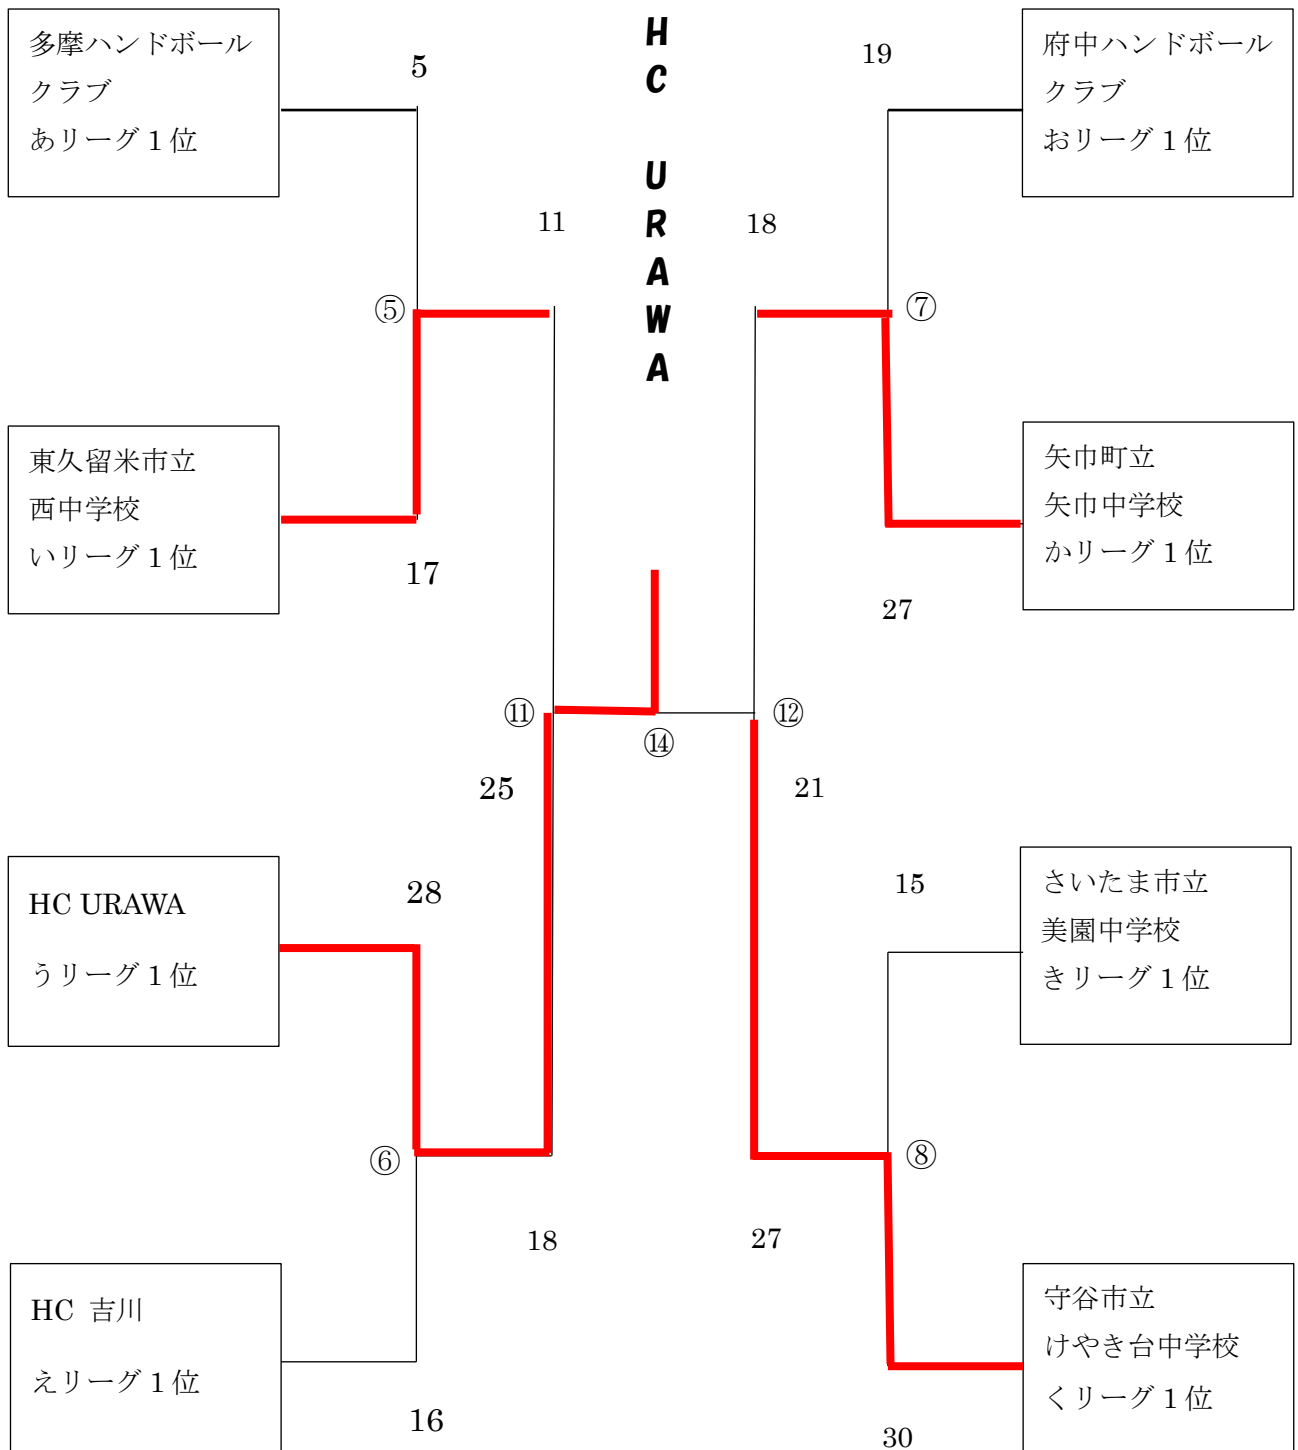 多摩ハンドボール
クラブ
あリーグ１位
5
HC URAWA
19
府中ハンドボール
クラブ
おリーグ１位
11
18
⑤
⑦
東久留米市立
西中学校
いリーグ１位
17
矢巾町立
矢巾中学校
かリーグ１位
27
⑪
⑭
⑫
25
21
HC URAWA
うリーグ１位
28
15
さいたま市立
美園中学校
きリーグ１位
⑥
⑧
18
27
HC 吉川
えリーグ１位
16
守谷市立
けやき台中学校
くリーグ１位
30